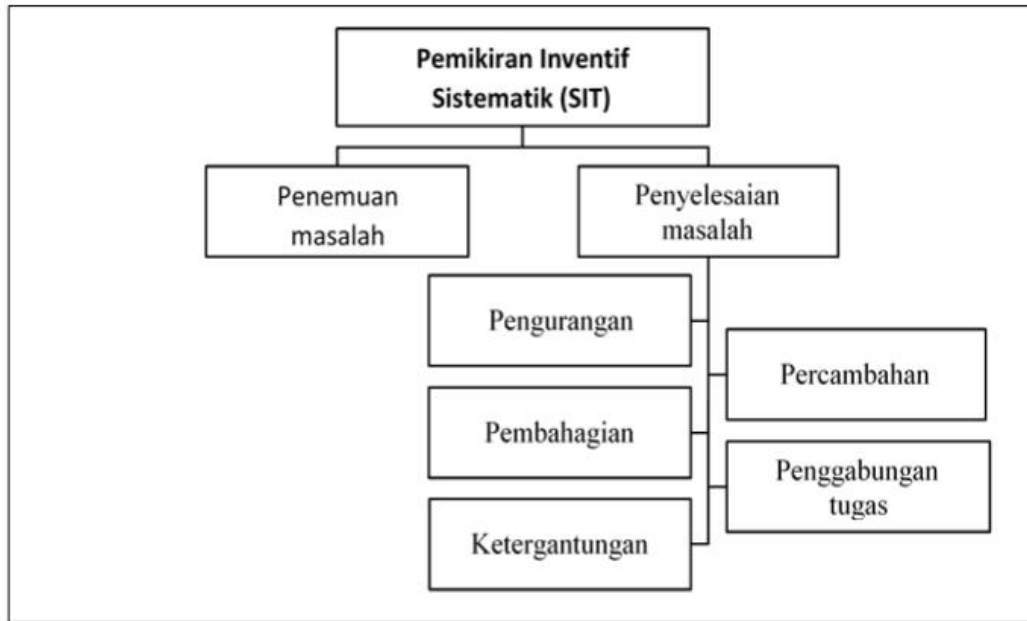 Pemikiran Inventif
Sistematik (SIT)
Penemuan
masalah
Penyelesaian
masalah
Pengurangan
Percambahan
Pembahagian
Penggabungan
tugas
Ketergantungan